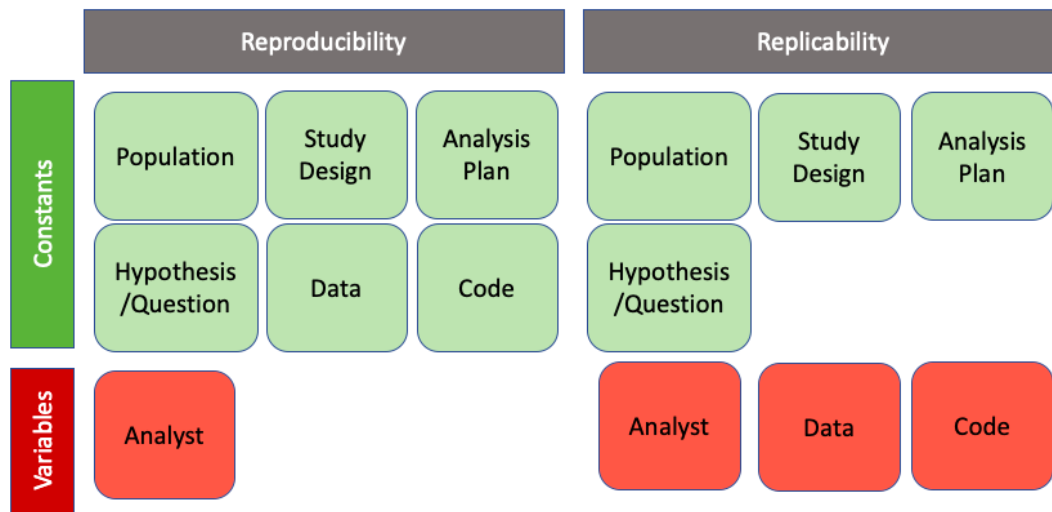 Reproducibility
Replicability
Constants
Population
Study
Design
Analysis
Plan
Population
Study
Design
Analysis
Plan
Hypothesis
/Question
Data
Code
Hypothesis
/Question
Variables
Analyst
Analyst
Data
Code